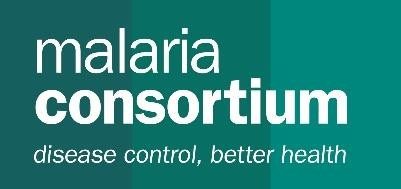 malaria
consortium
disease control, better health